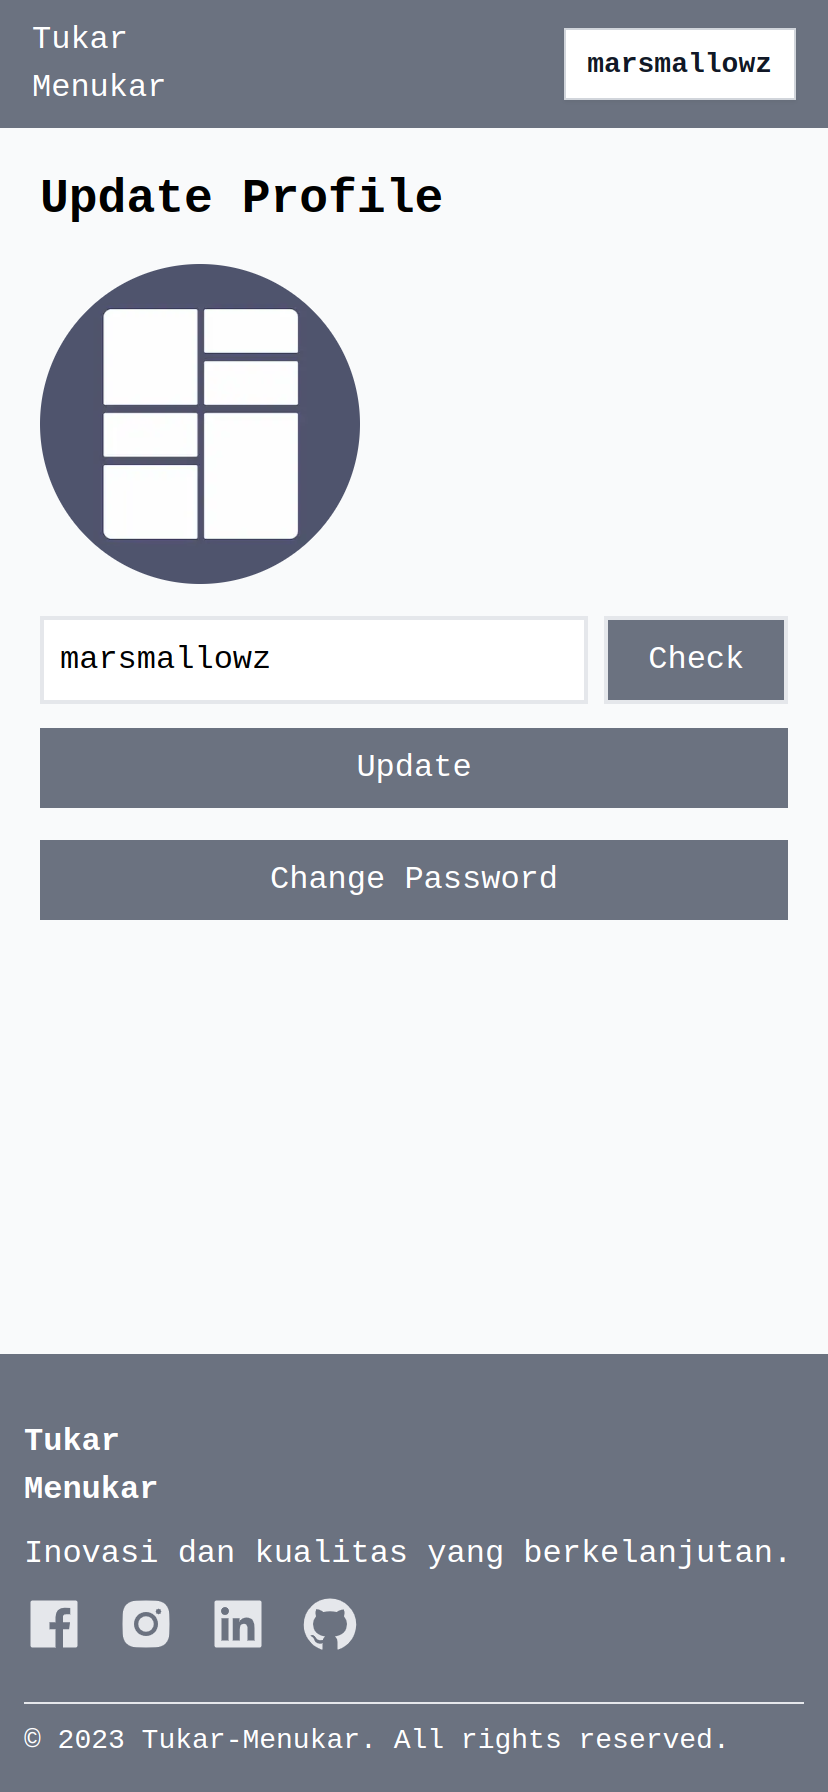 Tukar
Menukar
marsmallowz
Update Profile
marsmallowz
Check
Update
Change Password
Tukar
Menukar
Inovasi dan kualitas yang berkelanjutan.
© 2023 Tukar-Menukar. All rights reserved.